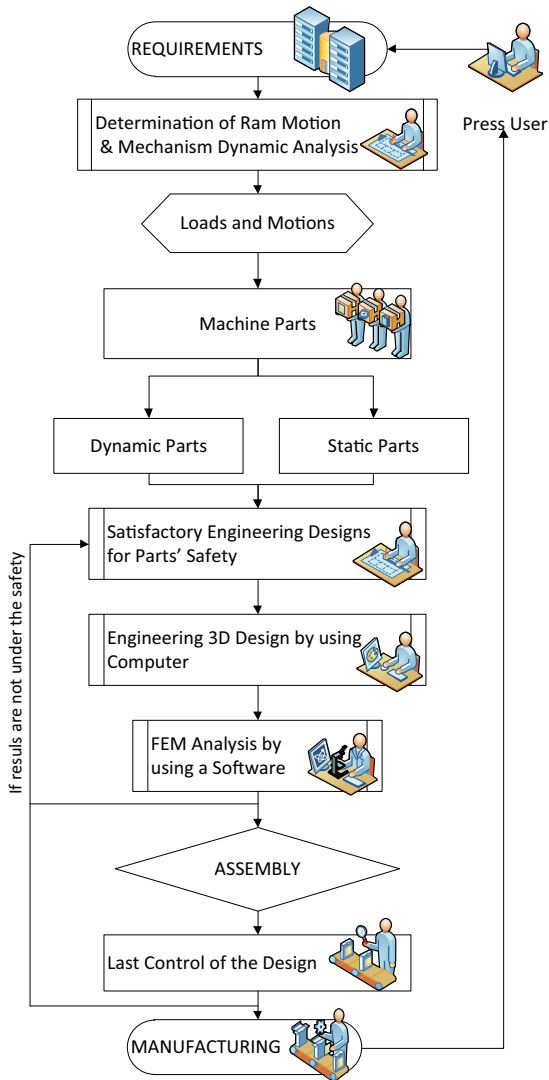 REQUIREMENTS
Press User
Determination of Ram Motion
& Mechanism Dynamic Analysis
Loads and Motions
Machine Parts
Dynamic Parts
Static Parts
Satisfactory Engineering Designs
for Parts' Safety
If resuls are not under the safety
Engineering 3D Design by using
Computer
FEM Analysis by
using a Software
ASSEMBLY
Last Control of the Design
MANUFACTURING